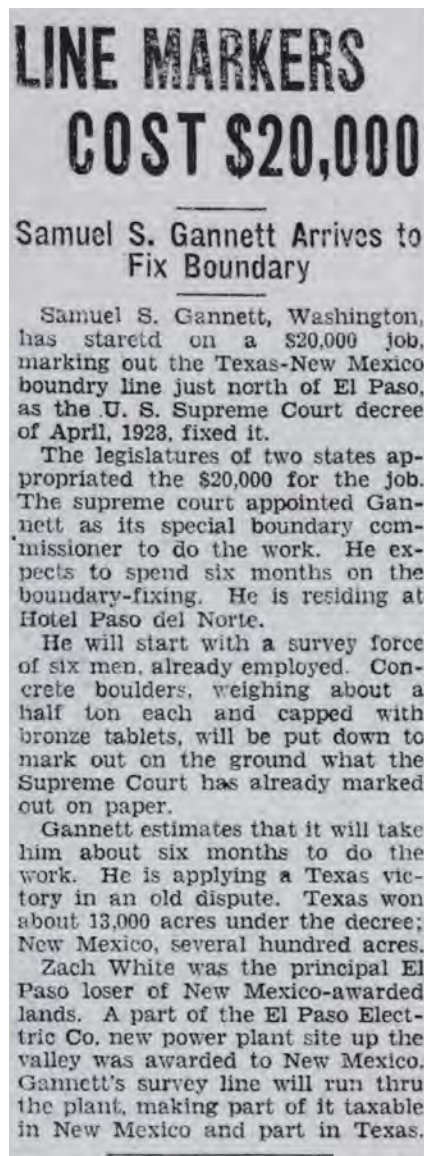 LINE MARKERS
COST $20,000
Samuel S. Gannett Arrives to
Fix Boundary
Samuel S. Gannett, Washington,
has staretd on a $20,000 job,
marking out the Texas-New Mexico
boundry line just north of El Paso,
as the U. S. Supreme Court decree
of April, 1923, fixed it.
The legislatures of two states ap-
propriated the $20,000 for the job.
The supreme court appointed Gan-
nett as its special boundary com-
missioner to do the work. He ex-
pects to spend six months on the
boundary-fixing. He is residing at
Hotel Paso del Norte.
He will start with a survey force
of six men, already employed. Con-
crete boulders, weighing about a
half ton each and capped with
bronze tablets, will be put down to
mark out on the ground what the
Supreme Court has already marked
out on paper.
Gannett estimates that it will take
him about six months to do the
work. He is applying a Texas vic-
tory in an old dispute. Texas won
about 13,000 acres under the decree;
New Mexico, several hundred acres.
Zach White was the principal El
Paso loser of New Mexico-awarded
lands. A part of the El Paso Elect-
tric Co. new power plant site up the
valley was awarded to New Mexico.
Gannett's survey line will run thru
the plant, making part of it taxable
in New Mexico and part in Texas.